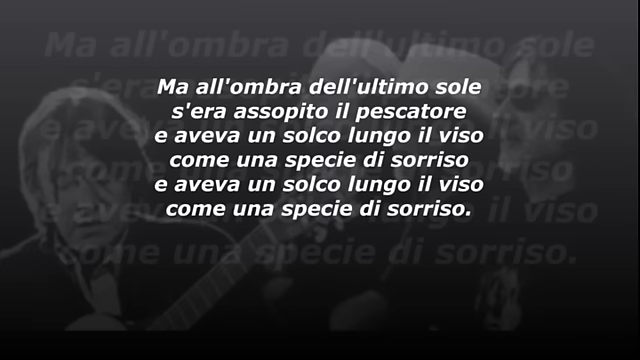 Ma all'ombra dell'ultimo sole
s'era assopito il pescatore
e aveva un solco lungo il viso
come una specie di sorriso
e aveva un solco lungo il viso
come una specie di sorriso.